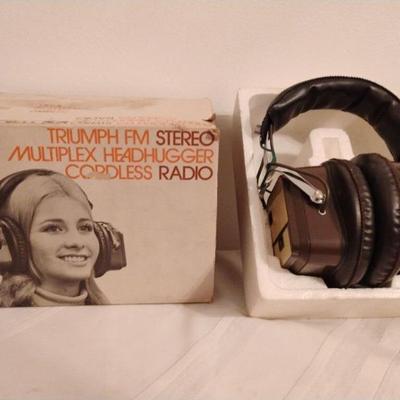 TRIUMPH FM STEREO
MULTIPLEX HEADHUGGER
CORDLESS RADIO